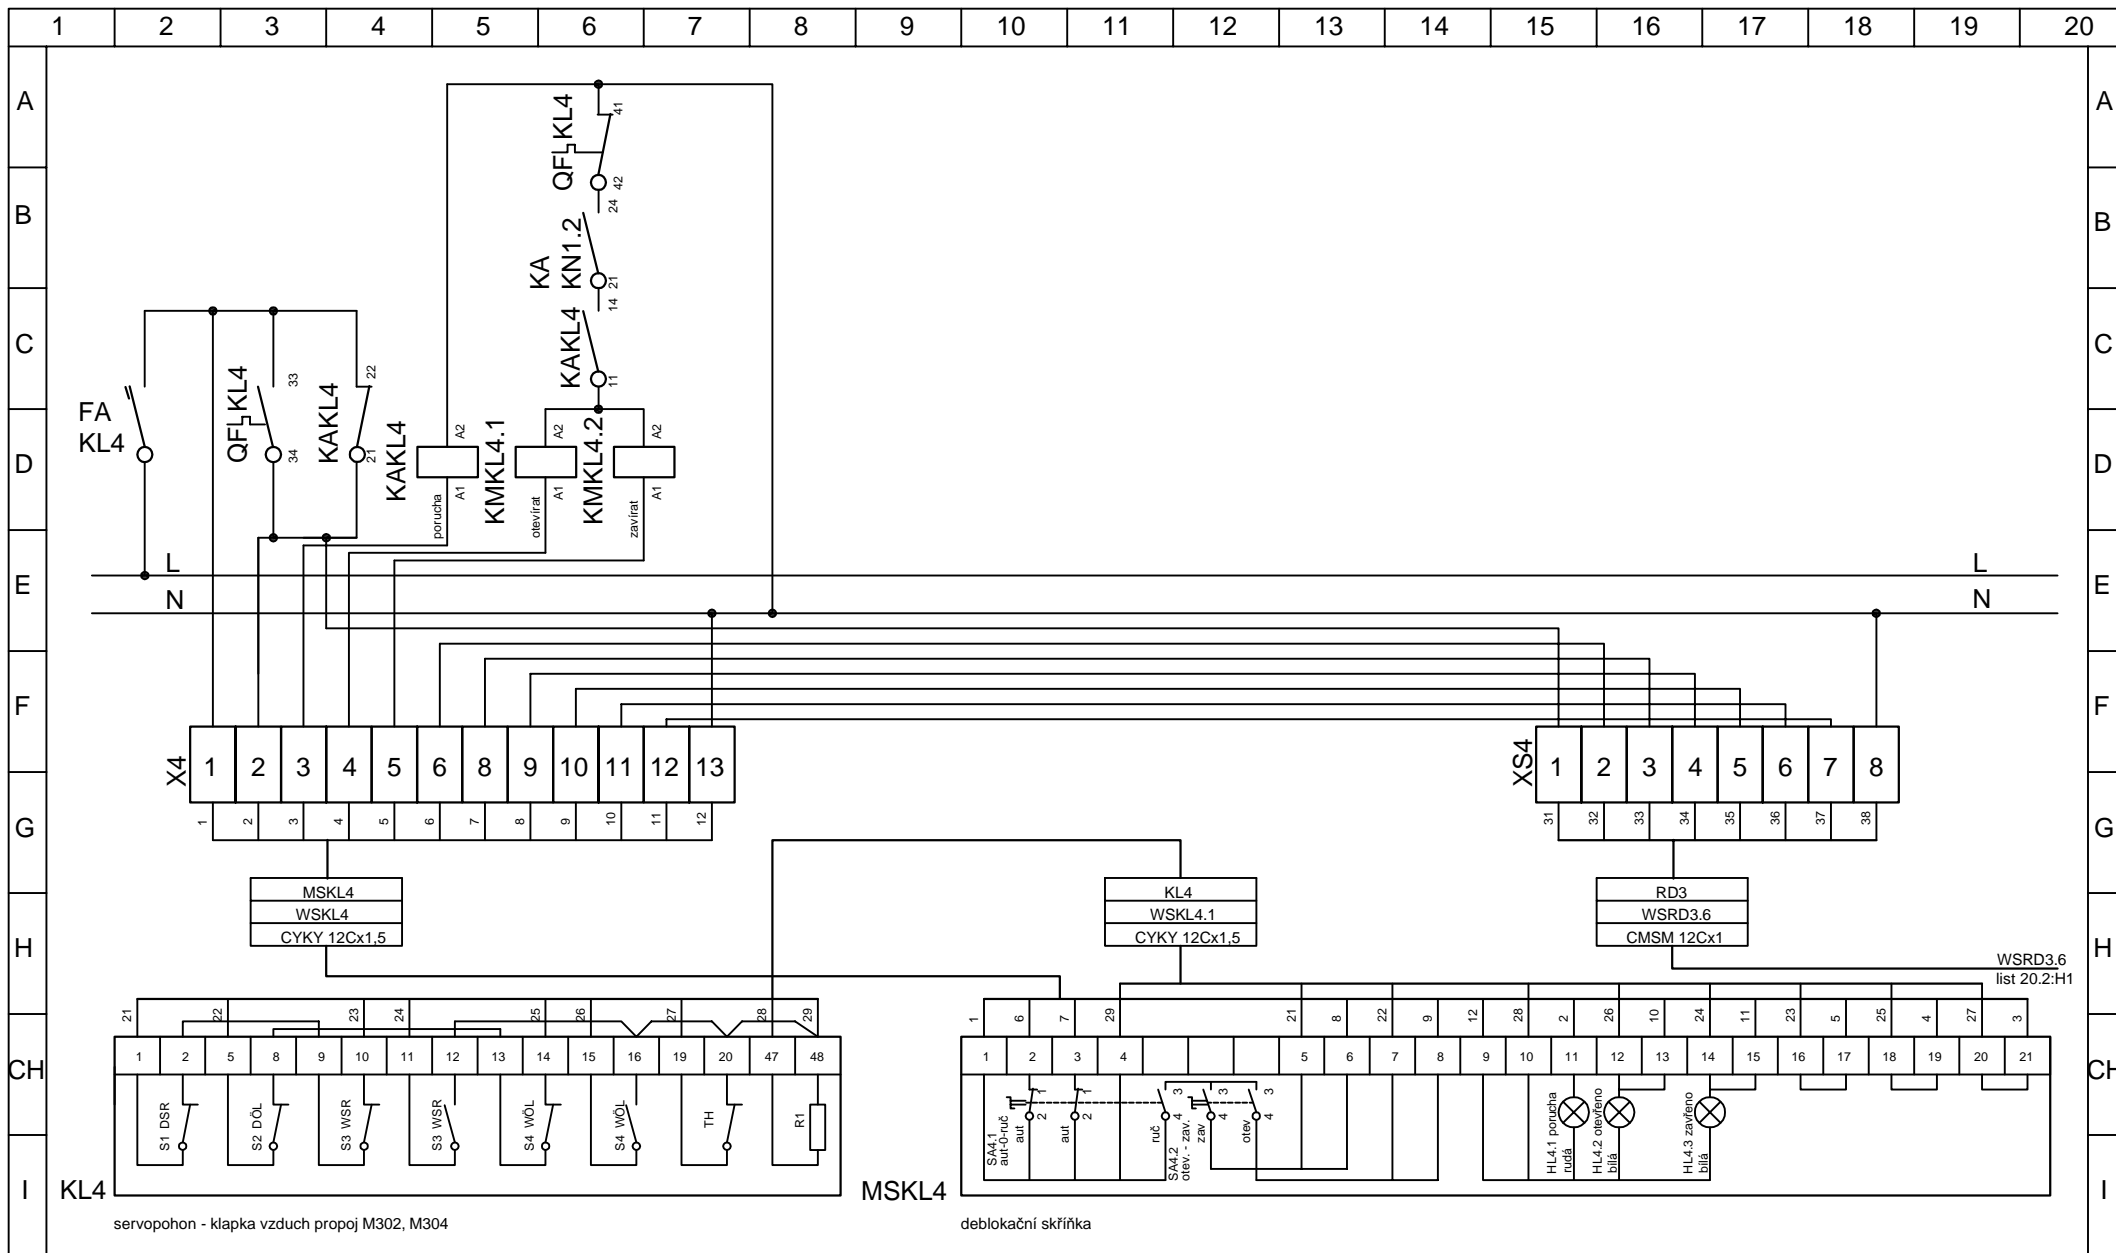 1 2 3 4 5 6 7 8 9 10 11 12 13 14 15 16 17 18 19 20
A A
B B
C C
D D
E E
F F
G G
H H
CH CH
I I
QF KL4
41
42
24
KA
KN1.2
21
14
KAKL4
11
FA
KL4
QF KL4
33
34
KAKL4
22
21
KAKL4
A2
A1
porucha
KMKL4.1
A2
A1
otevírat
KMKL4.2
A2
A1
zavírat
L L
N N
X4
1 2 3 4 5 6 8 9 10 11 12 13
1 2 3 4 5 6 7 8 9 10 11 12
XS4
1 2 3 4 5 6 7 8
31 32 33 34 35 36 37 38
MSKL4
WSKL4
CYKY 12Cx1,5
KL4
WSKL4.1
CYKY 12Cx1,5
RD3
WSRD3.6
CMSM 12Cx1
WSRD3.6
list 20.2:H1
21 22 23 24 25 26 27 28 29
1 2 5 8 9 10 11 12 13 14 15 16 19 20 47 48
S1 DSR
S2 DÖL
S3 WSR
S3 WSR
S4 WÖL
S4 WÖL
TH
R1
KL4
servopohon - klapka vzduch propoj M302, M304
1 6 7 29 21 8 22 9 12 28 2 26 10 24 11 23 5 25 4 27 3
1 2 3 4 5 6 7 8 9 10 11 12 13 14 15 16 17 18 19 20 21
SA4.1
aut-0-ruč
aut
1
2
aut
1
2
ruč
3
4
SA4.2
otev. - zav.
zav
3
4
otev
3
4
HL4.1 porucha
rudá
HL4.2 otevřeno
bílá
HL4.3 zavřeno
bílá
MSKL4
deblokační skříňka